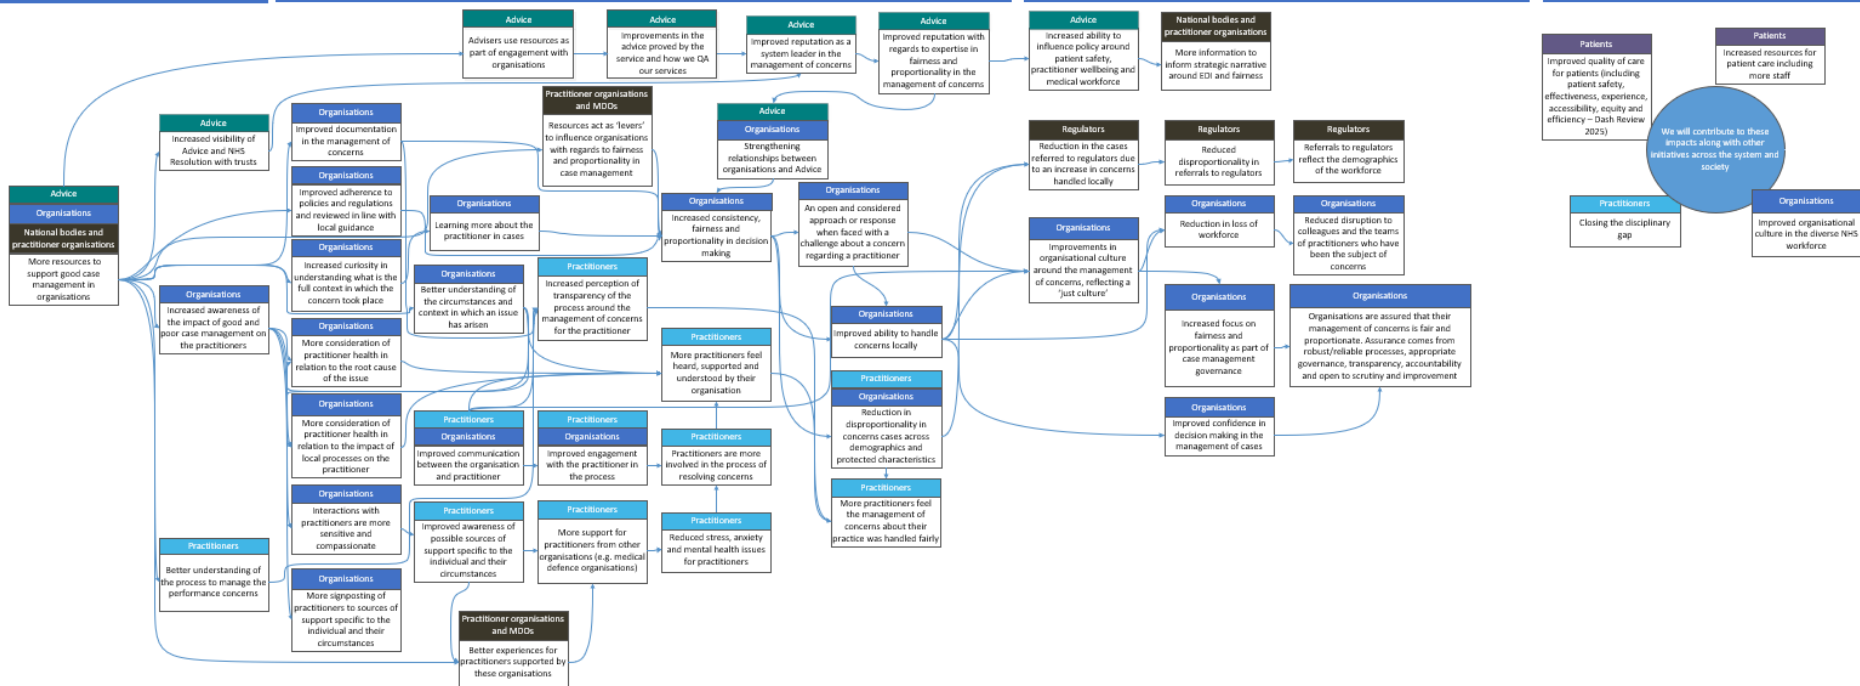 Advice
Advisers use resources as
part of engagement with
organisations
Advice
Improvements in the
advice proved by the
service and how we QA
our services
Advice
Improved reputation as a
system leader in the
management of concerns
Advice
Improved reputation with
regards to expertise in
fairness and
proportionality in the
management of concerns
Advice
Increased ability to
influence policy around
patient safety,
practitioner wellbeing and
medical workforce
National bodies and
practitioner organisations
More information to
inform strategic narrative
around EDI and fairness
Advice
Organisations
National bodies and
practitioner organisations
More resources to
support good case
management in
organisations
Advice
Increased visibility of
Advice and NHS
Resolution with trusts
Organisations
Increased awareness of
the impact of good and
poor case management on
the practitioners
Practitioners
Better understanding of
the process to manage the
performance concerns
Organisations
Improved documentation
in the management of
concerns
Organisations
Improved adherence to
policies and regulations
and reviewed in line with
local guidance
Organisations
Increased curiosity in
understanding what is the
full context in which the
concern took place
Organisations
More consideration of
practitioner health in
relation to the root cause
of the issue
Organisations
More consideration of
practitioner health in
relation to the impact of
local processes on the
practitioner
Organisations
Interactions with
practitioners are more
sensitive and
compassionate
Organisations
More signposting of
practitioners to sources of
support specific to the
individual and their
circumstances
Organisations
Learning more about the
practitioner in cases
Organisations
Better understanding of
the circumstances and
context in which an issue
has arisen
Practitioners
Organisations
Improved communication
between the organisation
and practitioner
Practitioners
Improved awareness of
possible sources of
support specific to the
individual and their
circumstances
Practitioner organisations
and MDOs
Better experiences for
practitioners supported by
these organisations
Practitioner organisations
and MDOs
Resources act as 'levers'
to influence organisations
with regards to fairness
and proportionality in
case management
Practitioners
Increased perception of
transparency of the
process around the
management of concerns
for the practitioner
Practitioners
Organisations
Improved engagement
with the practitioner in
the process
Practitioners
More support for
practitioners from other
organisations (e.g. medical
defence organisations)
Advice
Organisations
Strengthening
relationships between
organisations and Advice
Organisations
Increased consistency,
fairness and
proportionality in decision
making
Practitioners
More practitioners feel
heard, supported and
understood by their
organisation
Practitioners
Practitioners are more
involved in the process of
resolving concerns
Practitioners
Reduced stress, anxiety
and mental health issues
for practitioners
Organisations
An open and considered
approach or response
when faced with a
challenge about a concern
regarding a practitioner
Organisations
Improved ability to handle
concerns locally
Practitioners
Organisations
Reduction in
disproportionality in
concerns cases across
demographics and
protected characteristics
Practitioners
More practitioners feel
the management of
concerns about their
practice was handled fairly
Regulators
Reduction in the cases
referred to regulators due
to an increase in concerns
handled locally
Regulators
Reduced
disproportionality in
referrals to regulators
Regulators
Referrals to regulators
reflect the demographics
of the workforce
Organisations
Improvements in
organisational culture
around the management
of concerns, reflecting a
'just culture'
Organisations
Reduction in loss of
workforce
Organisations
Reduced disruption to
colleagues and the teams
of practitioners who have
been the subject of
concerns
Organisations
Increased focus on
fairness and
proportionality as part of
case management
governance
Organisations
Organisations are assured that their
management of concerns is fair and
proportionate. Assurance comes from
robust/reliable processes, appropriate
governance, transparency, accountability
and open to scrutiny and improvement
Organisations
Improved confidence in
decision making in the
management of cases
Patients
Improved quality of care
for patients (including
patient safety,
effectiveness, experience,
accessibility, equity and
efficiency – Dash Review
2025)
Patients
Increased resources for
patient care including
more staff
We will contribute to these
impacts along with other
initiatives across the system and
society
Practitioners
Closing the disciplinary
gap
Organisations
Improved organisational
culture in the diverse NHS
workforce